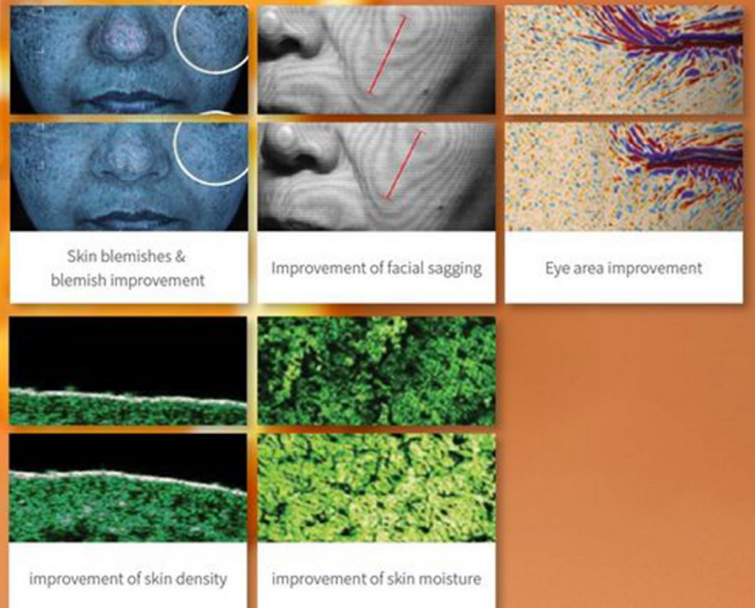 Skin blemishes &
blemish improvement
Improvement of facial sagging
Eye area improvement
improvement of skin density
improvement of skin moisture